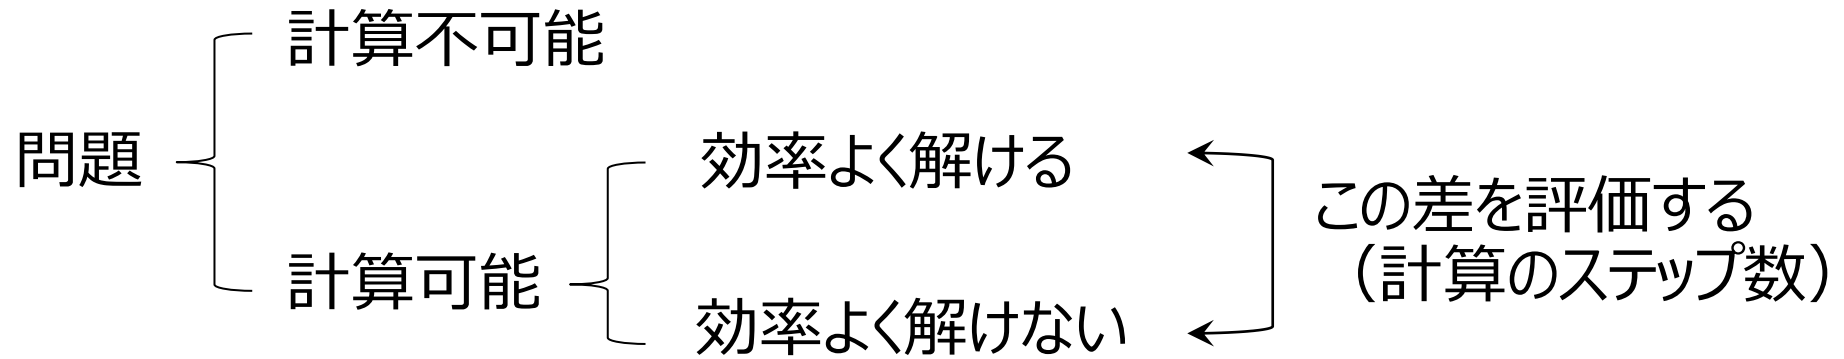 計算不可能
問題
効率よく解ける
この差を評価する
（計算のステップ数）
計算可能
効率よく解けない